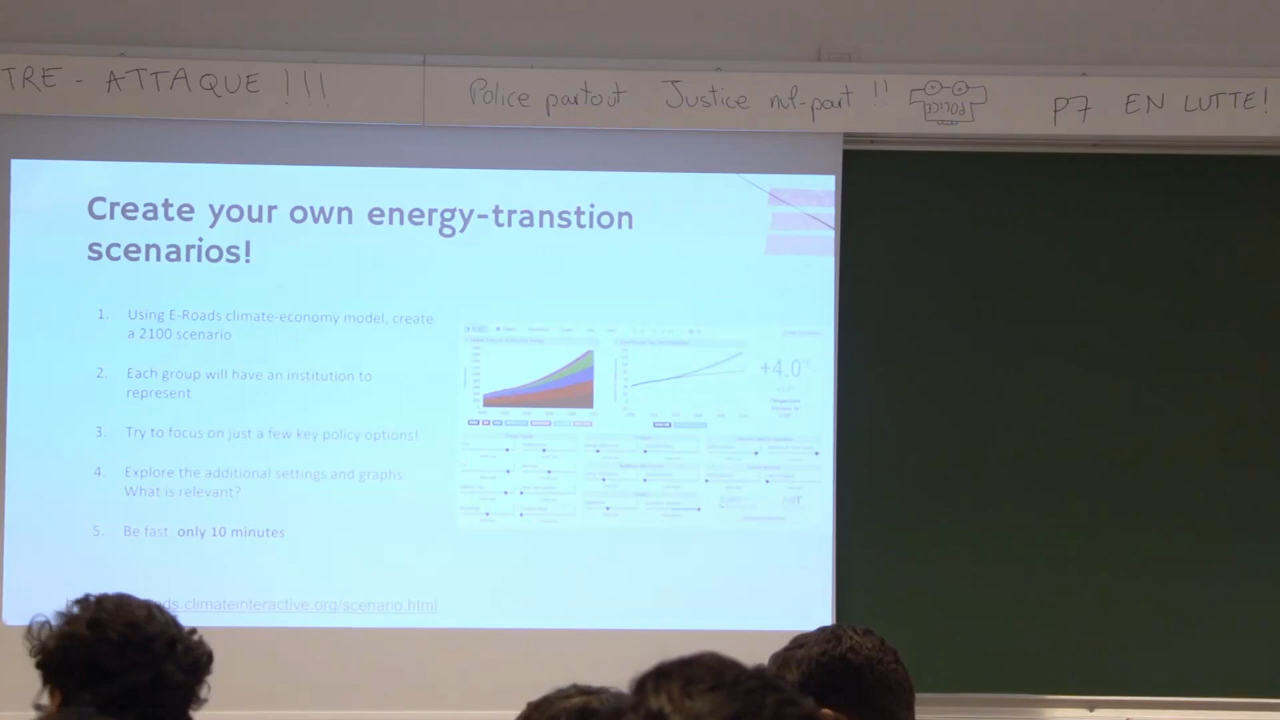 TRE - ATTAQUE !!!
Police partout Justice nul-part !!
POLICE
P7 EN LUTTE!
Create your own energy-transtion
scenarios!
1. Using E-Roads climate-economy model, create
a 2100 scenario
2. Each group will have an institution to
represent
3. Try to focus on just a few key policy options!
4. Explore the additional settings and graphs
What is relevant?
5. Be fast only 10 minutes
ds.climateinteractive.org/scenario.html
+4.0°